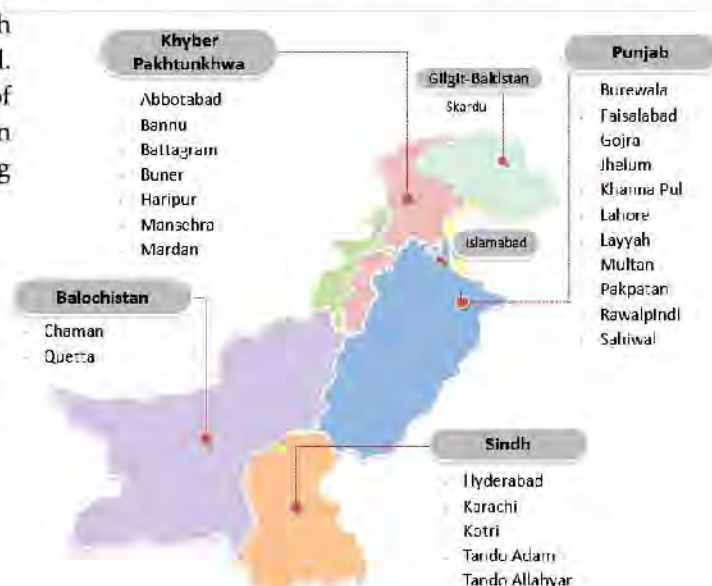 Khyber
Pakhtunkhwa
Abbotabad
Bannu
Battagram
Buner
Haripur
Mansehra
Mardan
Gilgit-Baltistan
Skardu
Punjab
Burewala
Faisalabad
Gojra
Jhelum
Khanna Pul
Lahore
Layyah
Multan
Pakpatan
Rawalpindi
Sahiwal
Islamabad
Balochistan
Chaman
Quetta
Sindh
Hyderabad
Karachi
Kotri
Tando Adam
Tando Allahyar